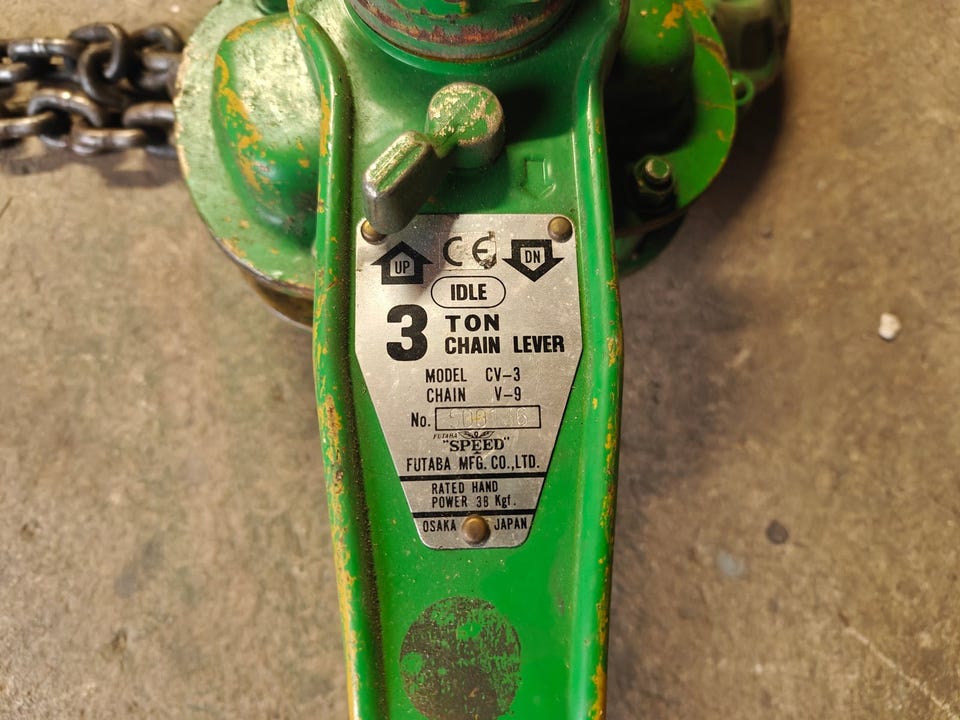 UP CE DN
IDLE
3 TON
CHAIN LEVER
MODEL CV-3
CHAIN V-9
No.
FUTABA
"SPEED"
FUTABA MFG. CO.,LTD.
RATED HAND
POWER 38 Kgf.
OSAKA JAPAN